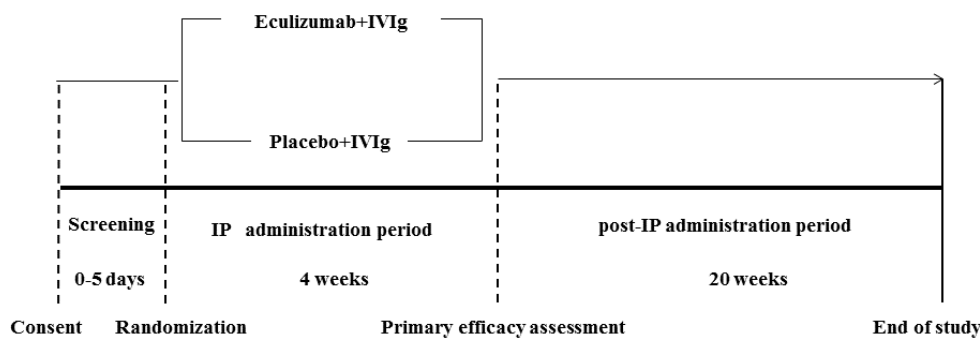 Eculizumab+IVIg
Placebo+IVIg
Screening
IP administration period
post-IP administration period
0-5 days
4 weeks
20 weeks
Consent
Randomization
Primary efficacy assessment
End of study